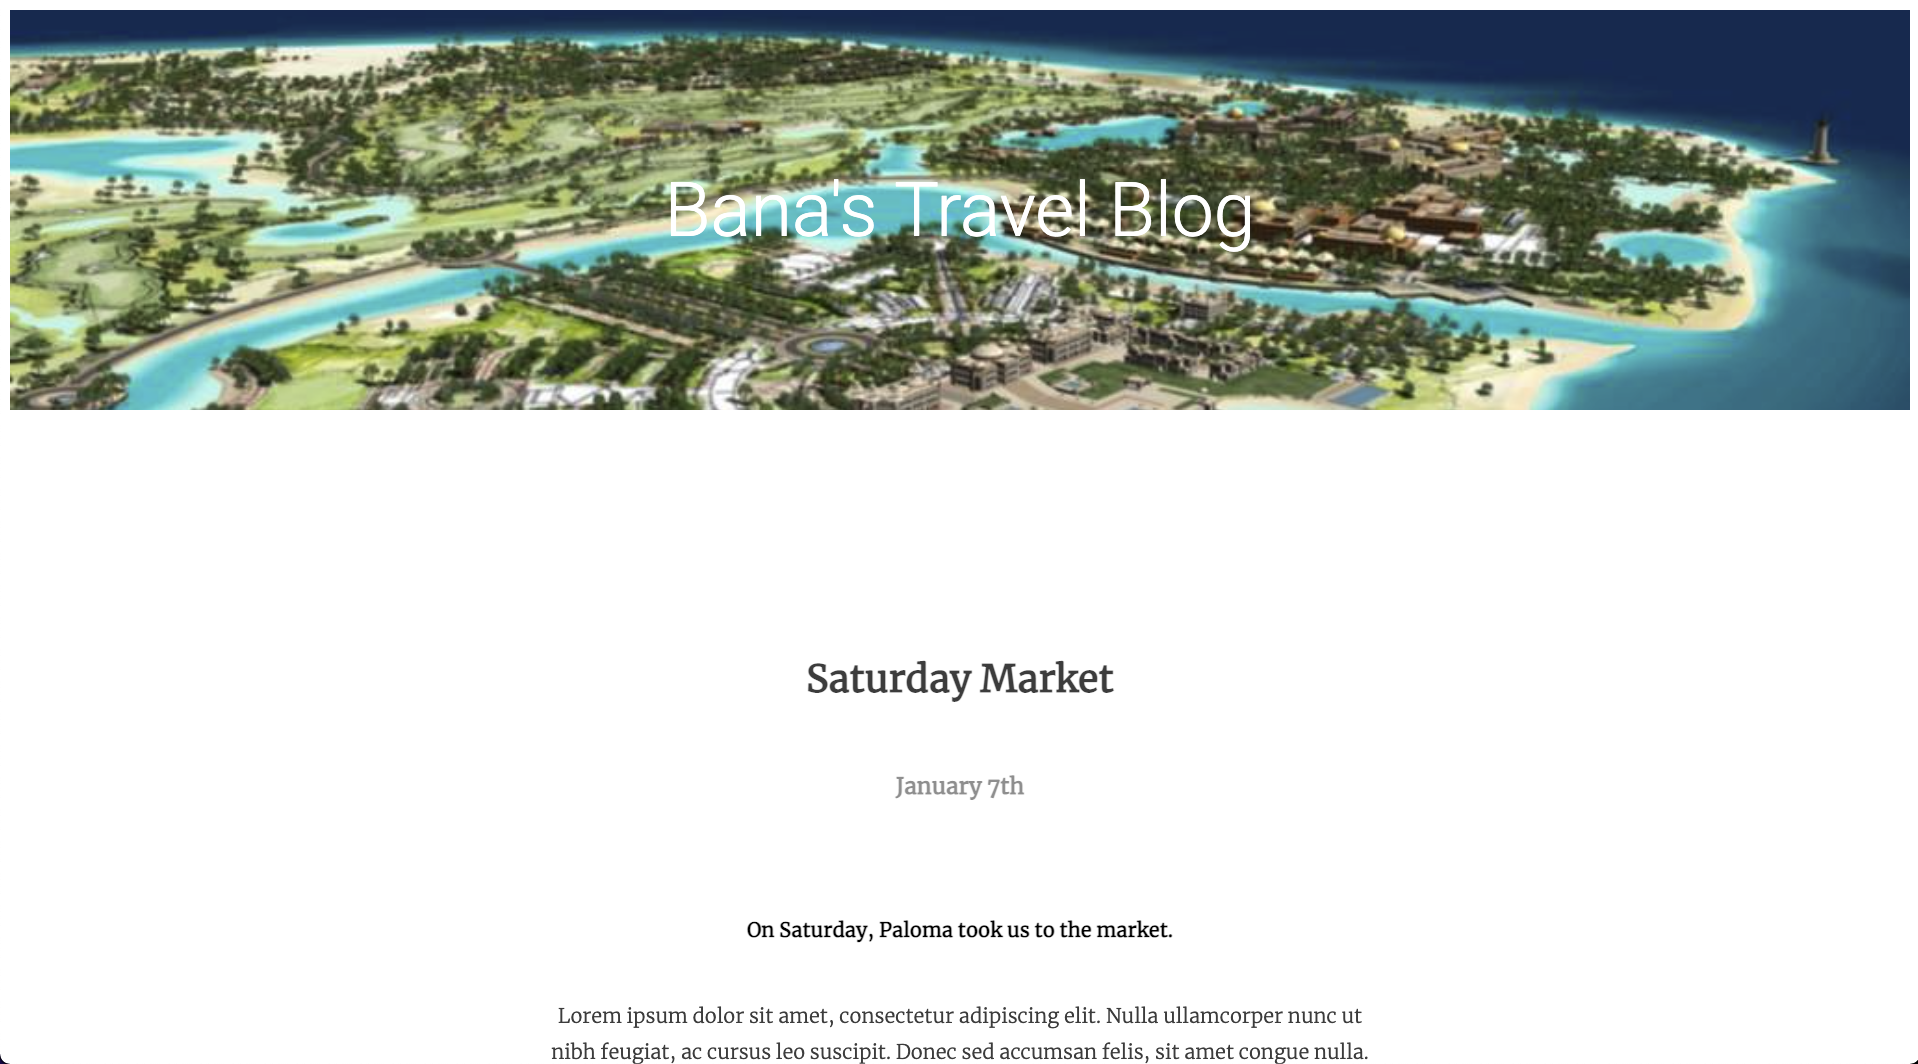 Bana's Travel Blog
Saturday Market
January 7th
On Saturday, Paloma took us to the market.
Lorem ipsum dolor sit amet, consectetur adipiscing elit. Nulla ullamcorper nunc ut
nibh feugiat, ac cursus leo suscipit. Donec sed accumsan felis, sit amet congue nulla.